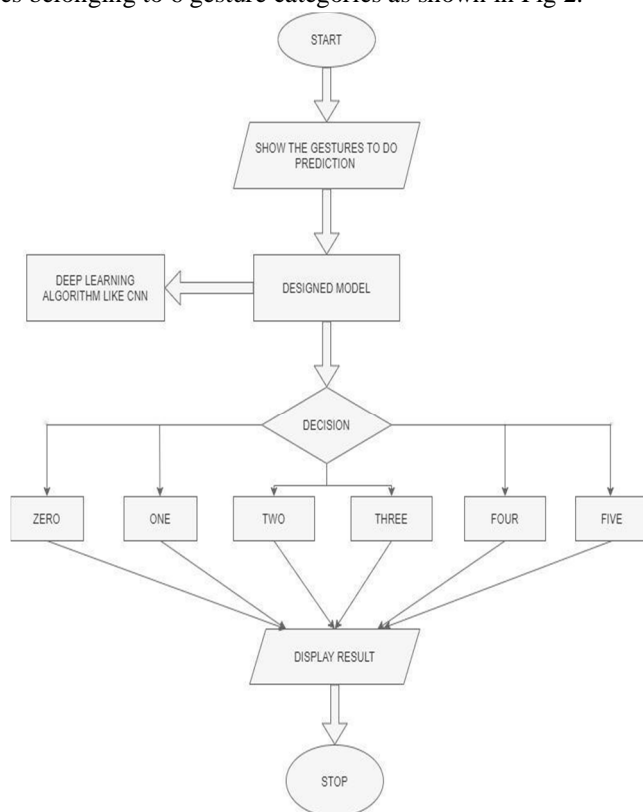 es belonging to 6 gesture categories as shown in Fig 2.
START
SHOW THE GESTURES TO DO
PREDICTION
DEEP LEARNING
ALGORITHM LIKE CNN
DESIGNED MODEL
DECISION
ZERO
ONE
TWO
THREE
FOUR
FIVE
DISPLAY RESULT
STOP